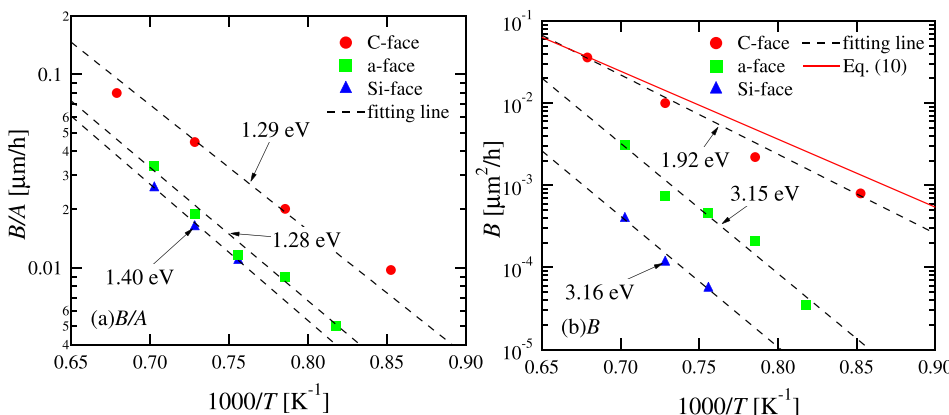 2
0.1
6
5
4
3
2
0.01
6
5
4
B/A [μm/h]
C-face
a-face
Si-face
fitting line
1.29 eV
1.28 eV
1.40 eV
(a)B/A
0.65 0.70 0.75 0.80 0.85 0.90
1000/T [K⁻¹]
10⁻¹
10⁻²
10⁻³
10⁻⁴
10⁻⁵
B [μm²/h]
C-face fitting line
a-face Eq. (10)
Si-face
1.92 eV
3.15 eV
3.16 eV
(b)B
0.65 0.70 0.75 0.80 0.85 0.90
1000/T [K⁻¹]